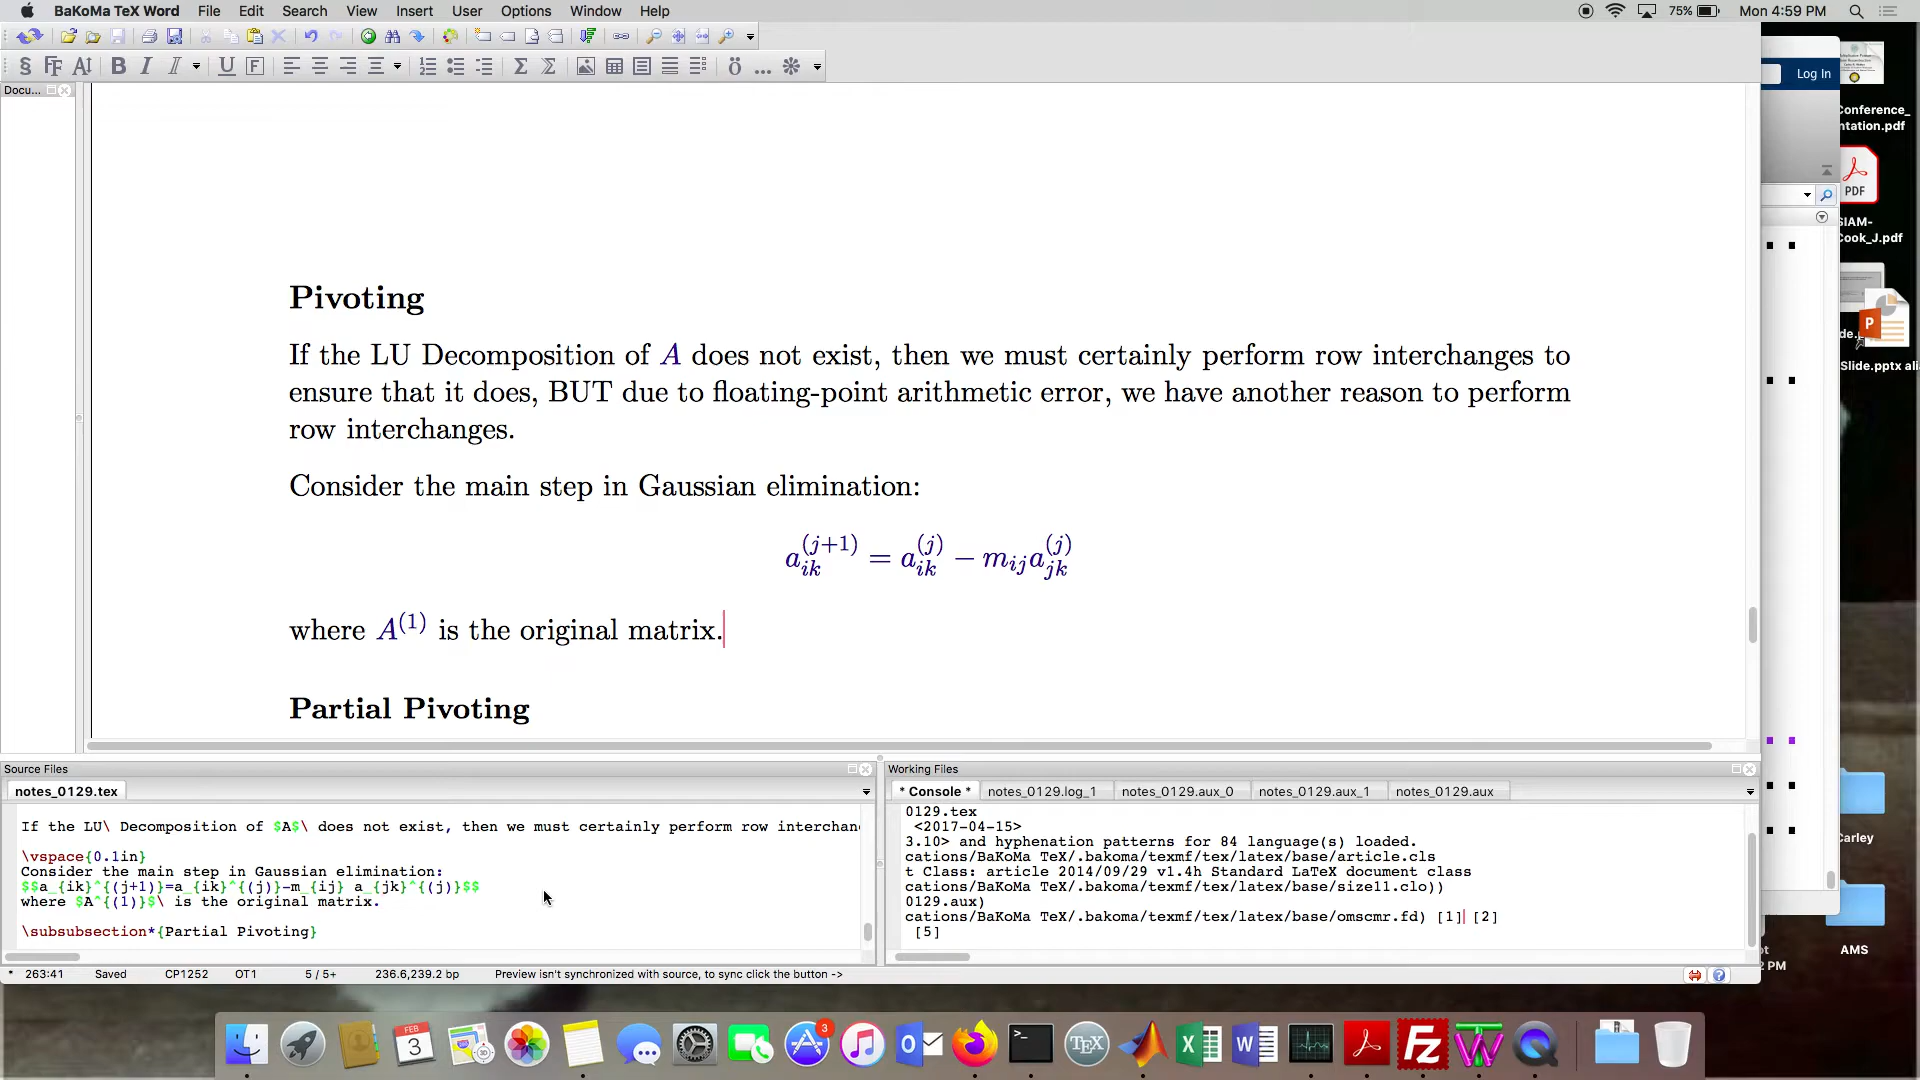 BaKoMa TeX Word File Edit Search View Insert User Options Window Help 75% Mon 4:59 PM
Docu...
Log In
Conference_
ntation.pdf
PDF
SIAM-
Cook_J.pdf
Slide.pptx ali
Carley
AMS
2 PM
Pivoting
If the LU Decomposition of A does not exist, then we must certainly perform row interchanges to
ensure that it does, BUT due to floating-point arithmetic error, we have another reason to perform
row interchanges.
Consider the main step in Gaussian elimination:
a_{ik}^{(j+1)} = a_{ik}^{(j)} − m_{ij} a_{jk}^{(j)}
where A^{(1)} is the original matrix.
Partial Pivoting
Source Files
notes_0129.tex
If the LU\ Decomposition of $A$\ does not exist, then we must certainly perform row interchan
\vspace{0.1in}
Consider the main step in Gaussian elimination:
$$a_{ik}^{(j+1)}=a_{ik}^{(j)}-m_{ij} a_{jk}^{(j)}$$
where $A^{(1)}$\ is the original matrix.
\subsubsection*{Partial Pivoting}
Working Files
* Console * notes_0129.log_1 notes_0129.aux_0 notes_0129.aux_1 notes_0129.aux
0129.tex
<2017-04-15>
3.10> and hyphenation patterns for 84 language(s) loaded.
cations/BaKoMa TeX/.bakoma/texmf/tex/latex/base/article.cls
t Class: article 2014/09/29 v1.4h Standard LaTeX document class
cations/BaKoMa TeX/.bakoma/texmf/tex/latex/base/size11.clo))
0129.aux)
cations/BaKoMa TeX/.bakoma/texmf/tex/latex/base/omscmr.fd) [1] [2]
[5]
* 263:41 Saved CP1252 OT1 5 / 5+ 236.6,239.2 bp Preview isn't synchronized with source, to sync click the button ->
FEB
3
3
TEX